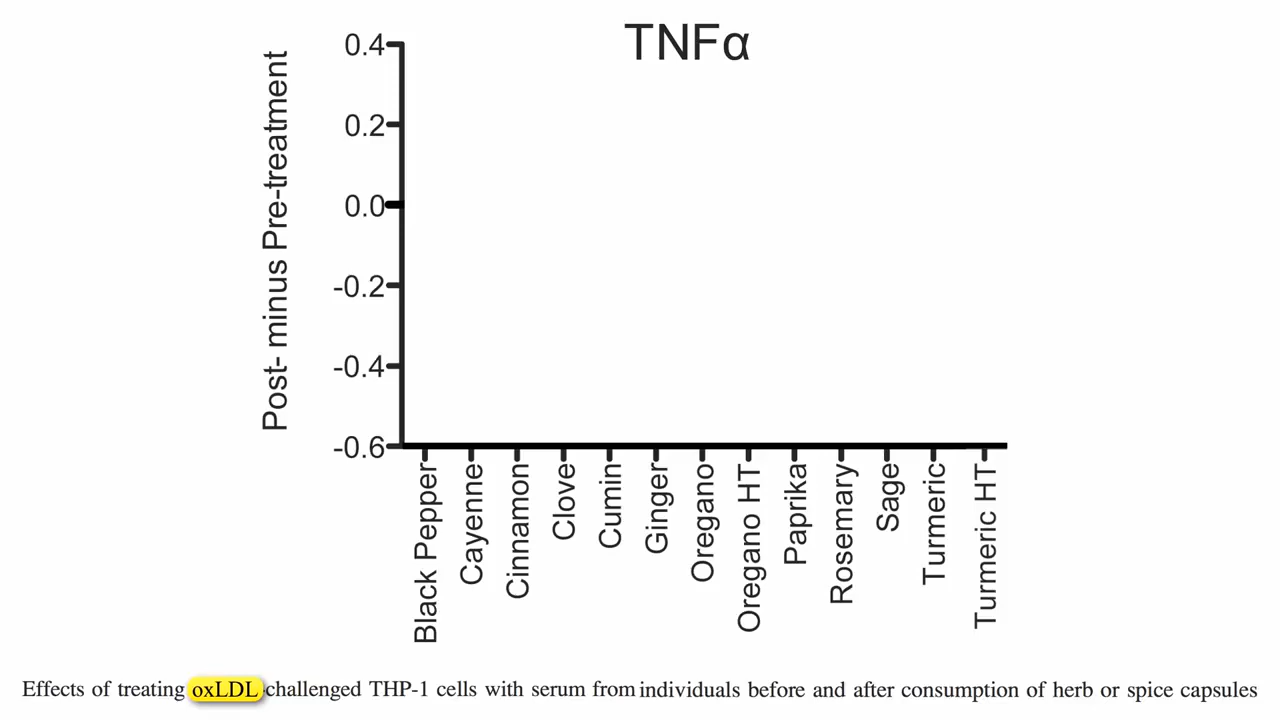 TNFα
Post- minus Pre-treatment
0.4
0.2
0.0
-0.2
-0.4
-0.6
Black Pepper
Cayenne
Cinnamon
Clove
Cumin
Ginger
Oregano
Oregano HT
Paprika
Rosemary
Sage
Turmeric
Turmeric HT
Effects of treating oxLDL-challenged THP-1 cells with serum from individuals before and after consumption of herb or spice capsules